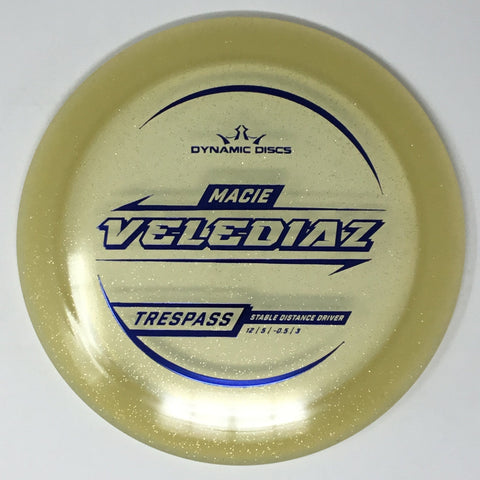 DYNAMIC DISCS
MACIE
VELEDIAZ
TRESPASS
STABLE DISTANCE DRIVER
12 / 5 / -0.5 / 3